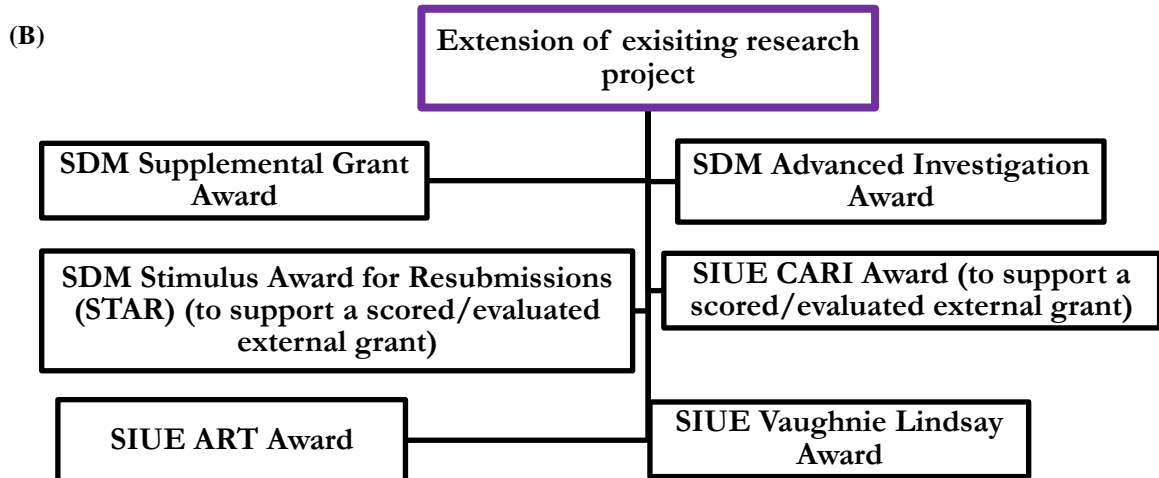 (B)
Extension of exisiting research
project
SDM Supplemental Grant
Award
SDM Advanced Investigation
Award
SDM Stimulus Award for Resubmissions
(STAR) (to support a scored/evaluated
external grant)
SIUE CARI Award (to support a
scored/evaluated external grant)
SIUE ART Award
SIUE Vaughnie Lindsay
Award